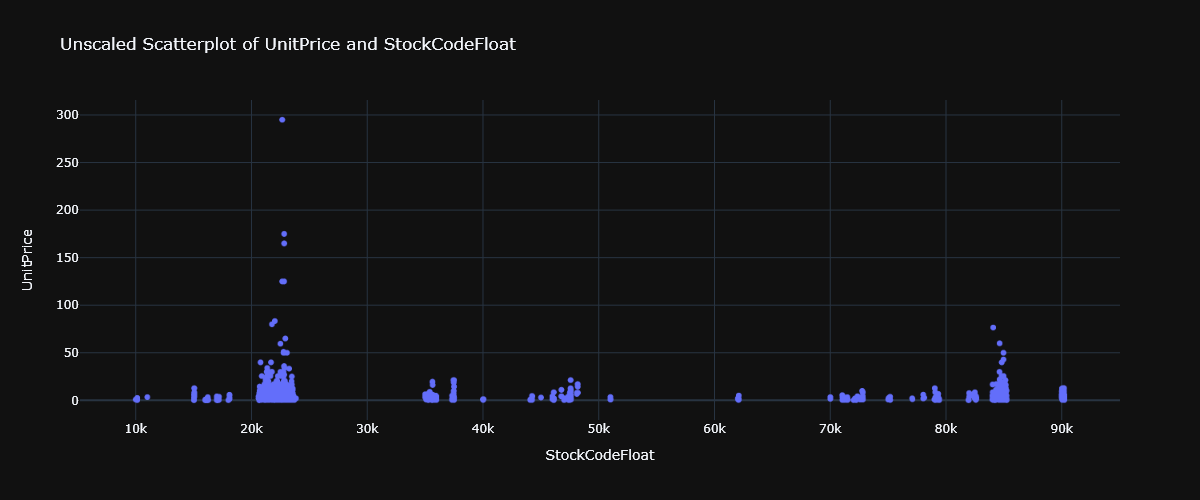 Unscaled Scatterplot of UnitPrice and StockCodeFloat
300
250
200
150
100
50
0
UnitPrice
10k 20k 30k 40k 50k 60k 70k 80k 90k
StockCodeFloat